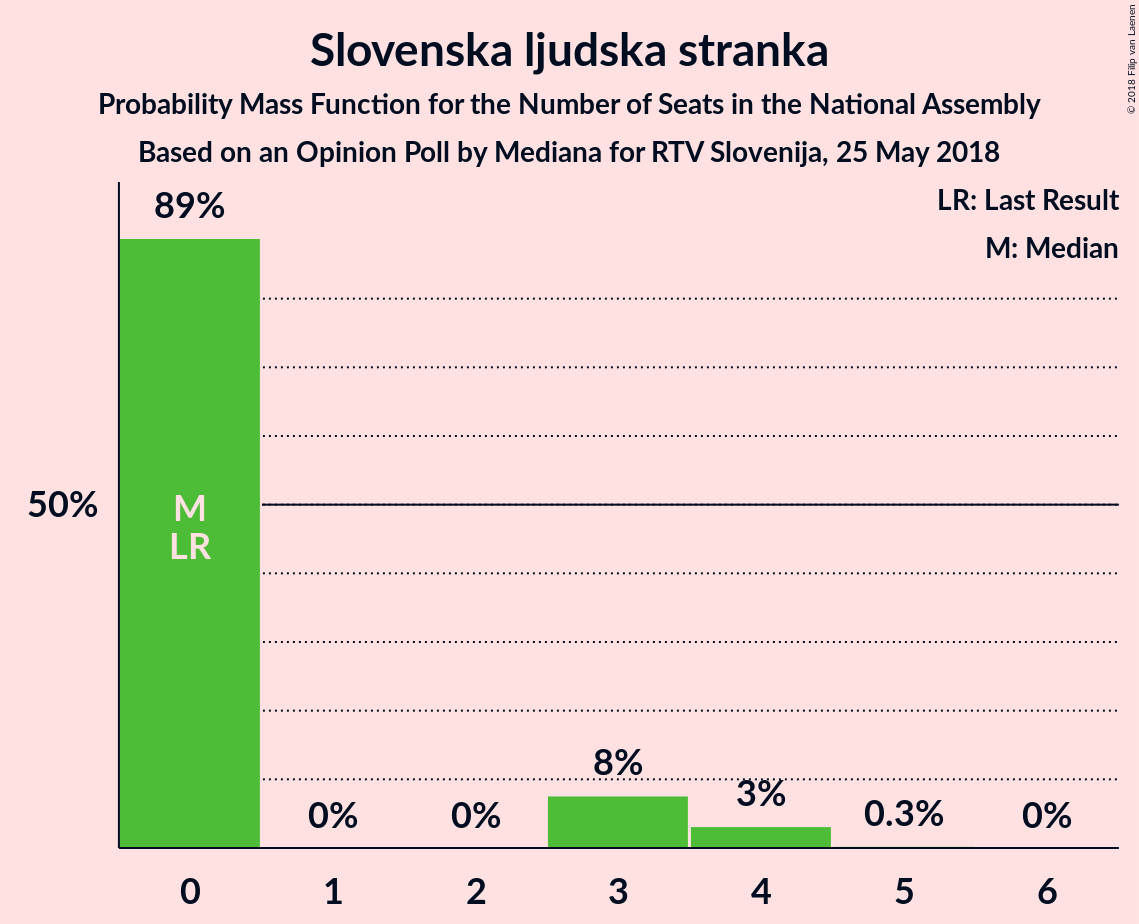 Slovenska ljudska stranka
Probability Mass Function for the Number of Seats in the National Assembly
Based on an Opinion Poll by Mediana for RTV Slovenija, 25 May 2018
© 2018 Filip van Laenen
LR: Last Result
M: Median
89%
50%
M
LR
0%
0%
8%
3%
0.3%
0%
0 1 2 3 4 5 6